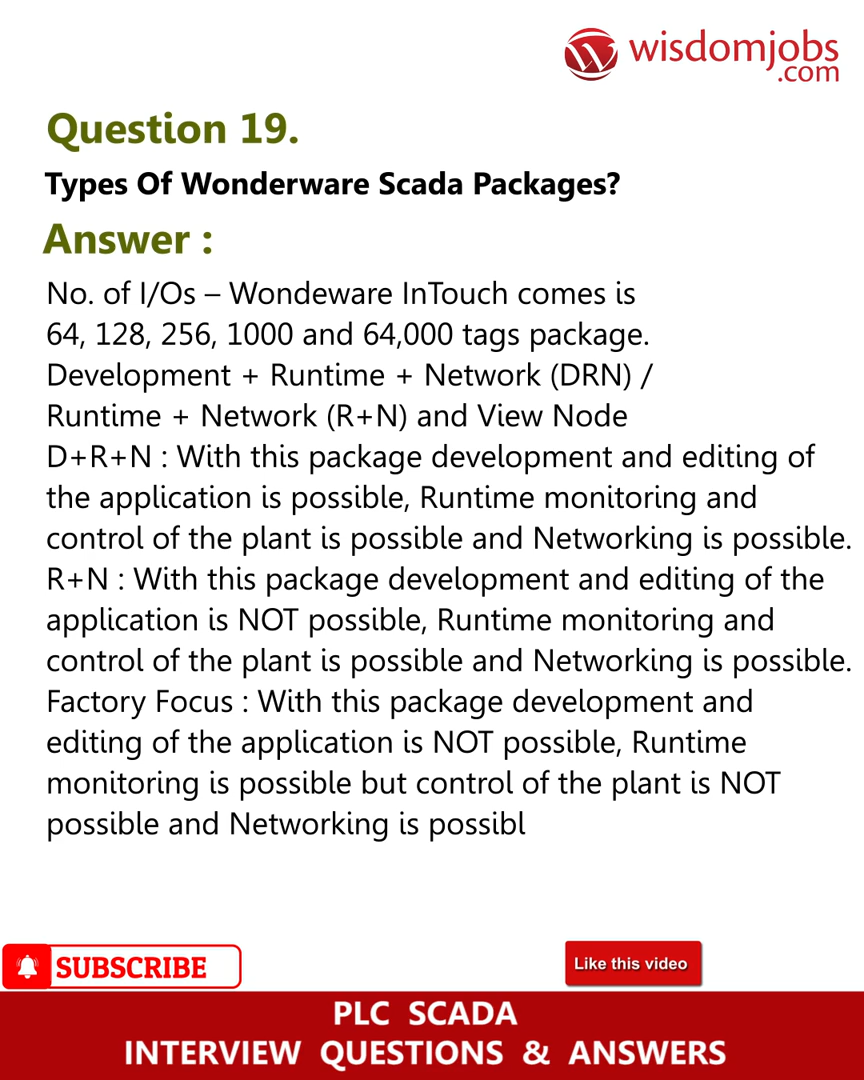 wisdomjobs
.com
Question 19.
Types Of Wonderware Scada Packages?
Answer :
No. of I/Os – Wondeware InTouch comes is
64, 128, 256, 1000 and 64,000 tags package.
Development + Runtime + Network (DRN) /
Runtime + Network (R+N) and View Node
D+R+N : With this package development and editing of
the application is possible, Runtime monitoring and
control of the plant is possible and Networking is possible.
R+N : With this package development and editing of the
application is NOT possible, Runtime monitoring and
control of the plant is possible and Networking is possible.
Factory Focus : With this package development and
editing of the application is NOT possible, Runtime
monitoring is possible but control of the plant is NOT
possible and Networking is possibl
SUBSCRIBE
Like this video
PLC SCADA
INTERVIEW QUESTIONS & ANSWERS